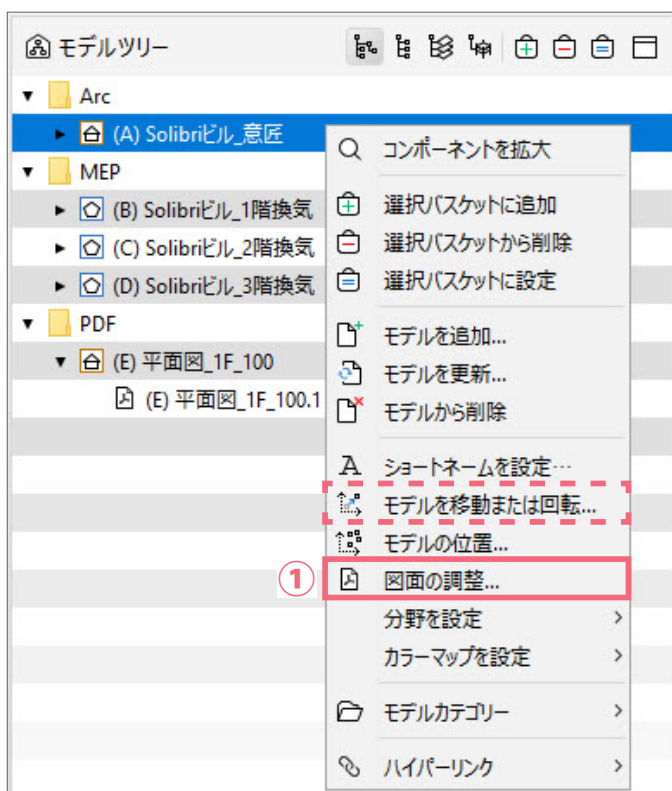 モデルツリー
Arc
(A) Solibriビル_意匠
MEP
(B) Solibriビル_1階換気
(C) Solibriビル_2階換気
(D) Solibriビル_3階換気
PDF
(E) 平面図_1F_100
(E) 平面図_1F_100.1
コンポーネントを拡大
選択バスケットに追加
選択バスケットから削除
選択バスケットに設定
モデルを追加...
モデルを更新...
モデルから削除
ショートネームを設定…
モデルを移動または回転...
モデルの位置...
① 図面の調整...
分野を設定
カラーマップを設定
モデルカテゴリー
ハイパーリンク